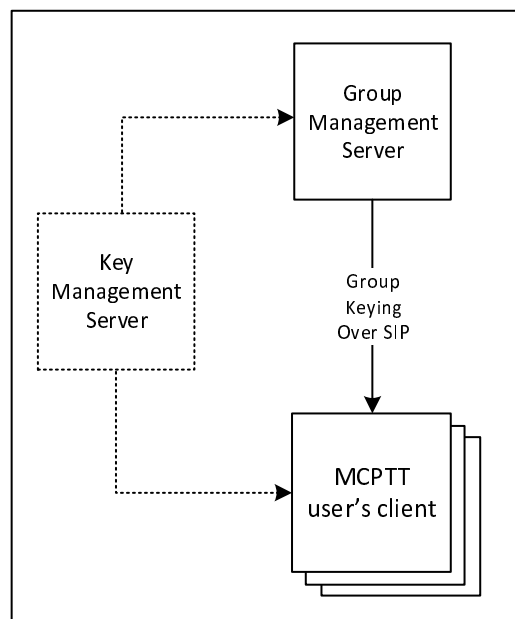 Group
Management
Server
Key
Management
Server
Group
Keying
Over SIP
MCPTT
user's client